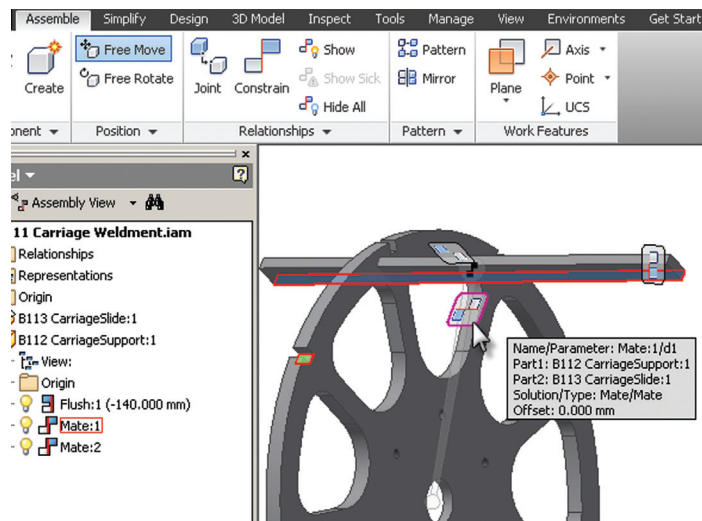 Assemble Simplify Design 3D Model Inspect Tools Manage View Environments Get Start
Free Move
Free Rotate
Create
Joint
Constrain
Show
Show Sick
Hide All
Pattern
Mirror
Plane
Axis
Point
UCS
onent Position Relationships Pattern Work Features
el
Assembly View
11 Carriage Weldment.iam
Relationships
Representations
Origin
B113 CarriageSlide:1
B112 CarriageSupport:1
View:
Origin
Flush:1 (-140.000 mm)
Mate:1
Mate:2
Name/Parameter: Mate:1/d1
Part1: B112 CarriageSupport:1
Part2: B113 CarriageSlide:1
Solution/Type: Mate/Mate
Offset: 0.000 mm